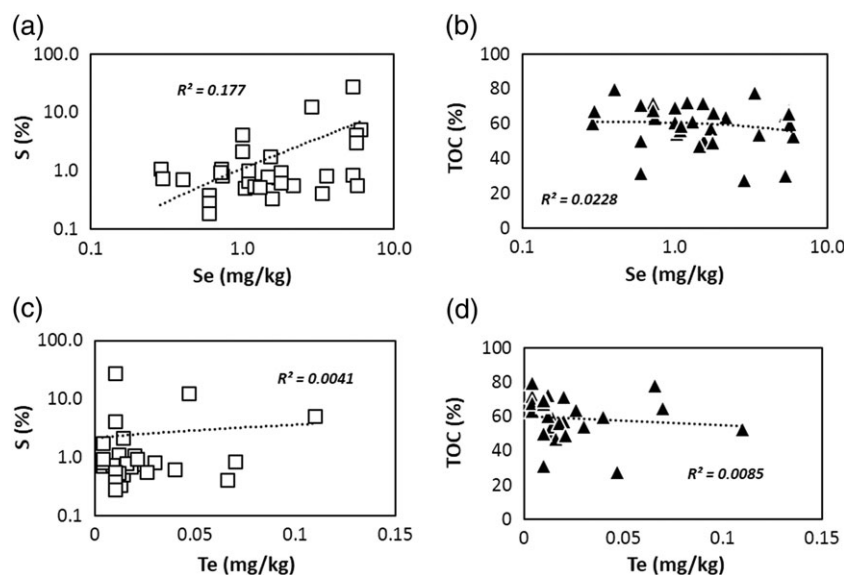 (a)
100.0
10.0
1.0
0.1
S (%)
R² = 0.177
0.1 1.0 10.0
Se (mg/kg)
(b)
100
80
60
40
20
0
TOC (%)
R² = 0.0228
0.1 1.0 10.0
Se (mg/kg)
(c)
100.0
10.0
1.0
0.1
S (%)
R² = 0.0041
0 0.05 0.1 0.15
Te (mg/kg)
(d)
100
80
60
40
20
0
TOC (%)
R² = 0.0085
0 0.05 0.1 0.15
Te (mg/kg)